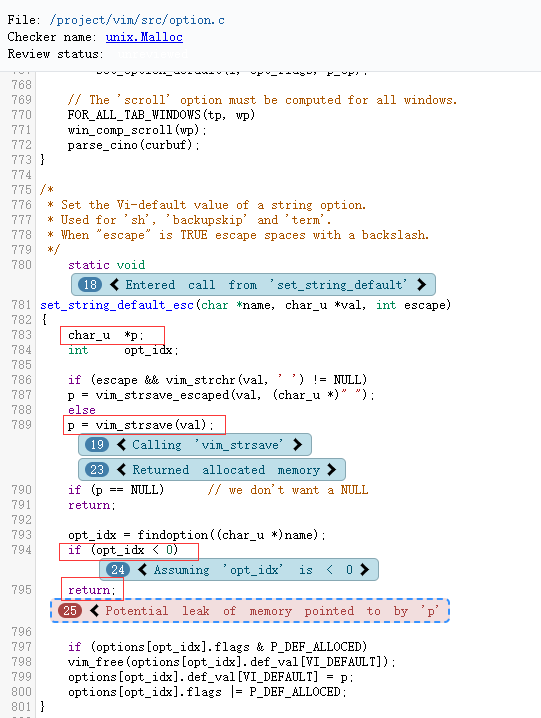 File: /project/vim/src/option.c
Checker name: unix.Malloc
Review status:
768
769 // The 'scroll' option must be computed for all windows.
770 FOR_ALL_TAB_WINDOWS(tp, wp)
771 win_comp_scroll(wp);
772 parse_cino(curbuf);
773 }
774
775 /*
776 * Set the Vi-default value of a string option.
777 * Used for 'sh', 'backupskip' and 'term'.
778 * When "escape" is TRUE escape spaces with a backslash.
779 */
780 static void
18 Entered call from 'set_string_default'
781 set_string_default_esc(char *name, char_u *val, int escape)
782 {
783 char_u *p;
784 int opt_idx;
785
786 if (escape && vim_strchr(val, ' ') != NULL)
787 p = vim_strsave_escaped(val, (char_u *)" ");
788 else
789 p = vim_strsave(val);
19 Calling 'vim_strsave'
23 Returned allocated memory
790 if (p == NULL) // we don't want a NULL
791 return;
792
793 opt_idx = findoption((char_u *)name);
794 if (opt_idx < 0)
24 Assuming 'opt_idx' is < 0
795 return;
25 Potential leak of memory pointed to by 'p'
796
797 if (options[opt_idx].flags & P_DEF_ALLOCED)
798 vim_free(options[opt_idx].def_val[VI_DEFAULT]);
799 options[opt_idx].def_val[VI_DEFAULT] = p;
800 options[opt_idx].flags |= P_DEF_ALLOCED;
801 }